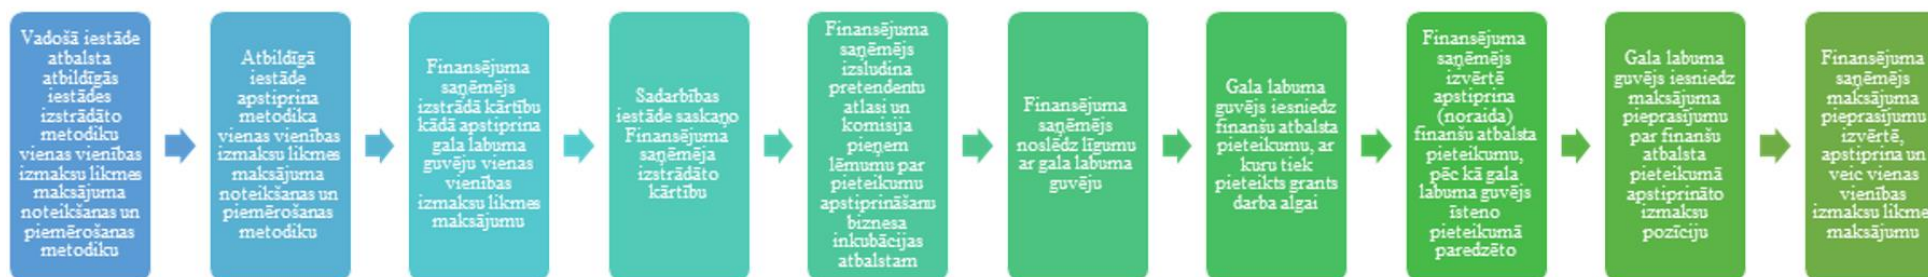 Vadošā iestāde
atbalsta
atbildīgās
iestādes
izstrādāto
metodiku
vienas vienības
izmaksu likmes
maksājuma
noteikšanas un
piemērošanas
metodiku
Atbildīgā
iestāde
apstiprina
metodika
vienas vienības
izmaksu likmes
maksājuma
noteikšanas un
piemērošanas
metodiku
Finansējuma
saņēmējs
izstrādā kārtību
kādā apstiprina
gala labuma
guvēju vienas
vienības
izmaksu likmes
maksājumu
Sadarbības
iestāde saskaņo
Finansējuma
saņēmēja
izstrādāto
kārtību
Finansējuma
saņēmējs
izsludina
pretendentu
atlasi un
komisija
pieņem
lēmumu par
pieteikumu
apstiprināšanu
biznesa
inkubācijas
atbalstam
Finansējuma
saņēmējs
noslēdz līgumu
ar gala labuma
guvēju
Gala labuma
guvējs iesniedz
finanšu atbalsta
pieteikumu, ar
kuru tiek
pieteikts grants
darba algai
Finansējuma
saņēmējs
izvērtē
apstiprina
(noraida)
finanšu atbalsta
pieteikumu,
pēc kā gala
labuma guvējs
īsteno
pieteikumā
paredzēto
Gala labuma
guvējs iesniedz
maksājuma
pieprasījumu
par finanšu
atbalsta
pieteikumā
apstiprināto
izmaksu
pozīciju
Finansējuma
saņēmējs
maksājuma
pieprasījumu
izvērtē,
apstiprina un
veic vienas
vienības
izmaksu likmes
maksājumu